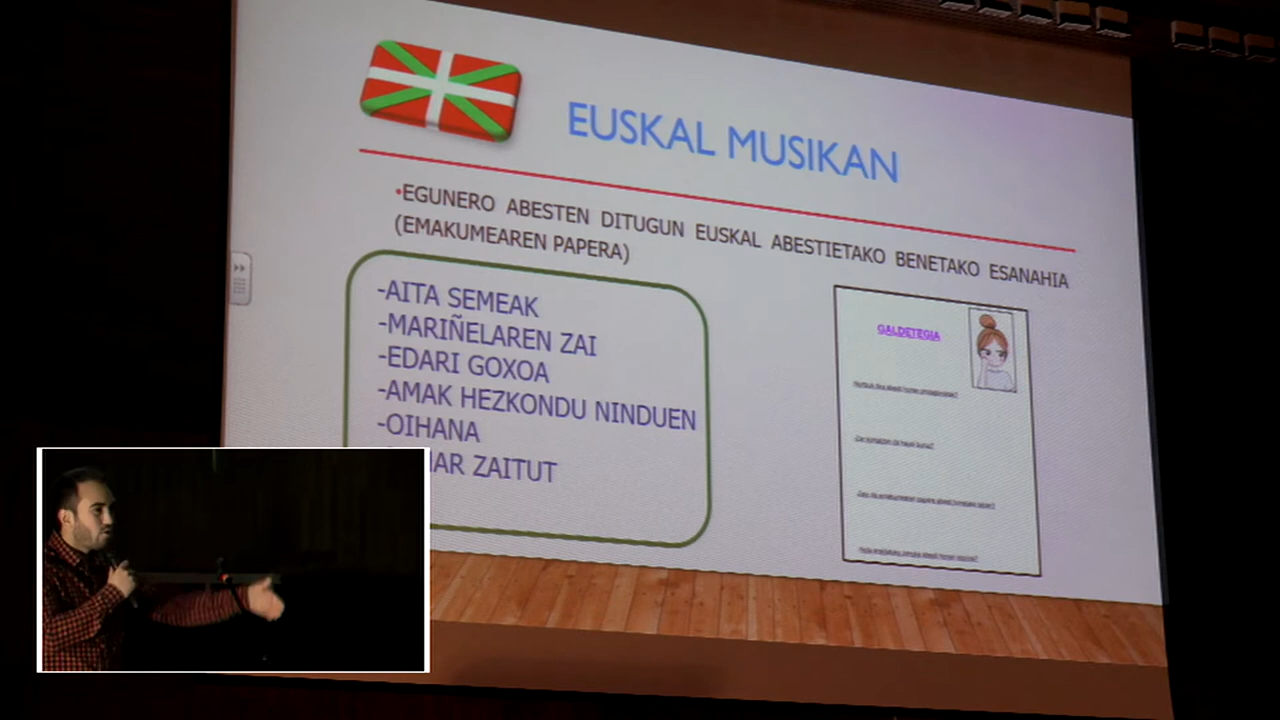 EUSKAL MUSIKAN
•EGUNERO ABESTEN DITUGUN EUSKAL ABESTIETAKO BENETAKO ESANAHIA
(EMAKUMEAREN PAPERA)
-AITA SEMEAK
-MARIÑELAREN ZAI
-EDARI GOXOA
-AMAK HEZKONDU NINDUEN
-OIHANA
ZAITUT
GALDETEGIA